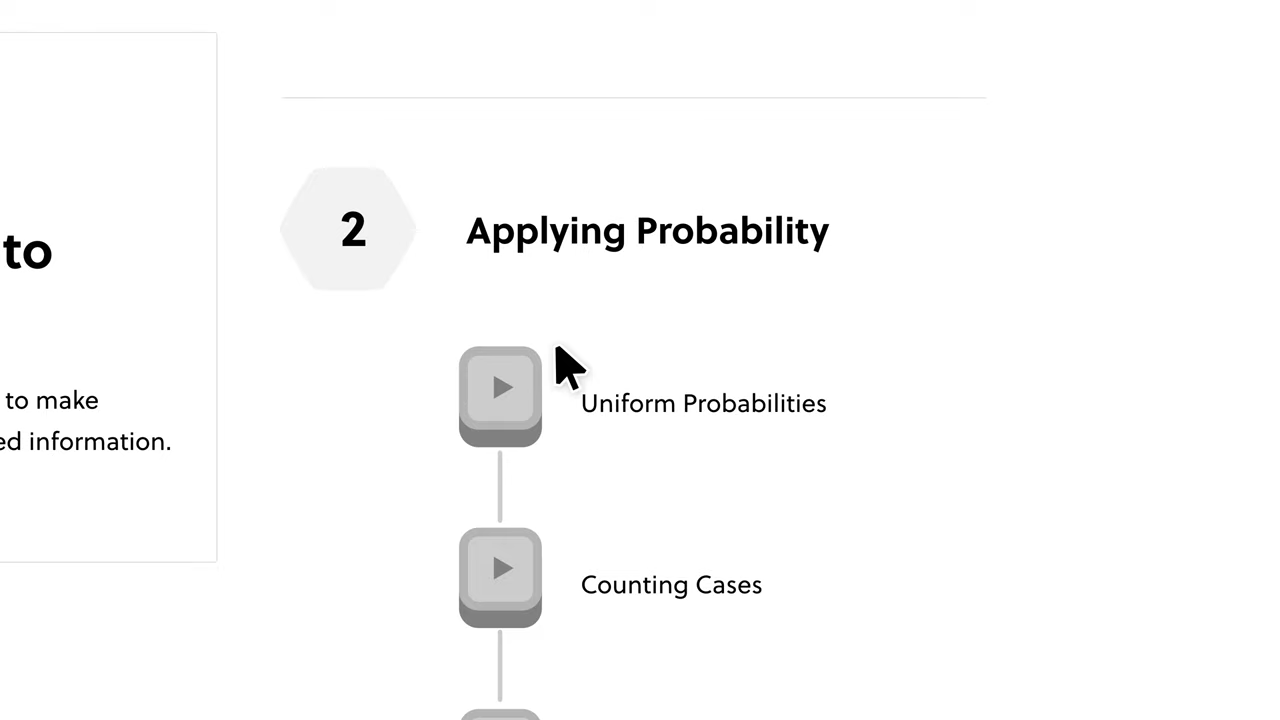 to
to make
ed information.
2
Applying Probability
Uniform Probabilities
Counting Cases